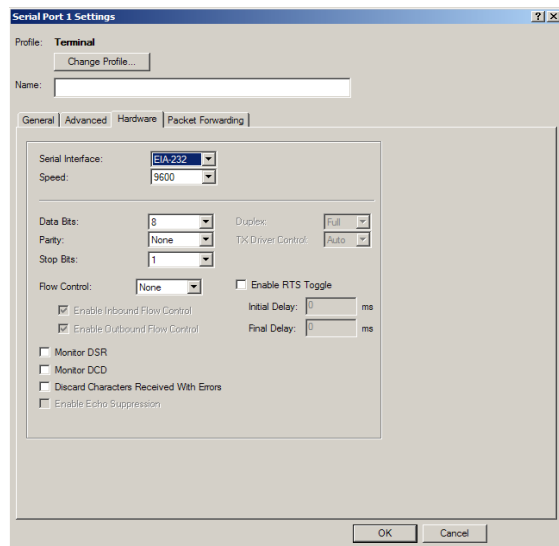 Serial Port 1 Settings
Profile: Terminal
Change Profile...
Name:
General Advanced Hardware Packet Forwarding
Serial Interface: EIA-232
Speed: 9600
Data Bits: 8 Duplex: Full
Parity: None TX Driver Control Auto
Stop Bits: 1
Flow Control: None Enable RTS Toggle
Enable Inbound Flow Control Initial Delay: 0 ms
Enable Outbound Flow Control Final Delay: 0 ms
Monitor DSR
Monitor DCD
Discard Characters Received With Errors
Enable Echo Suppression
OK Cancel